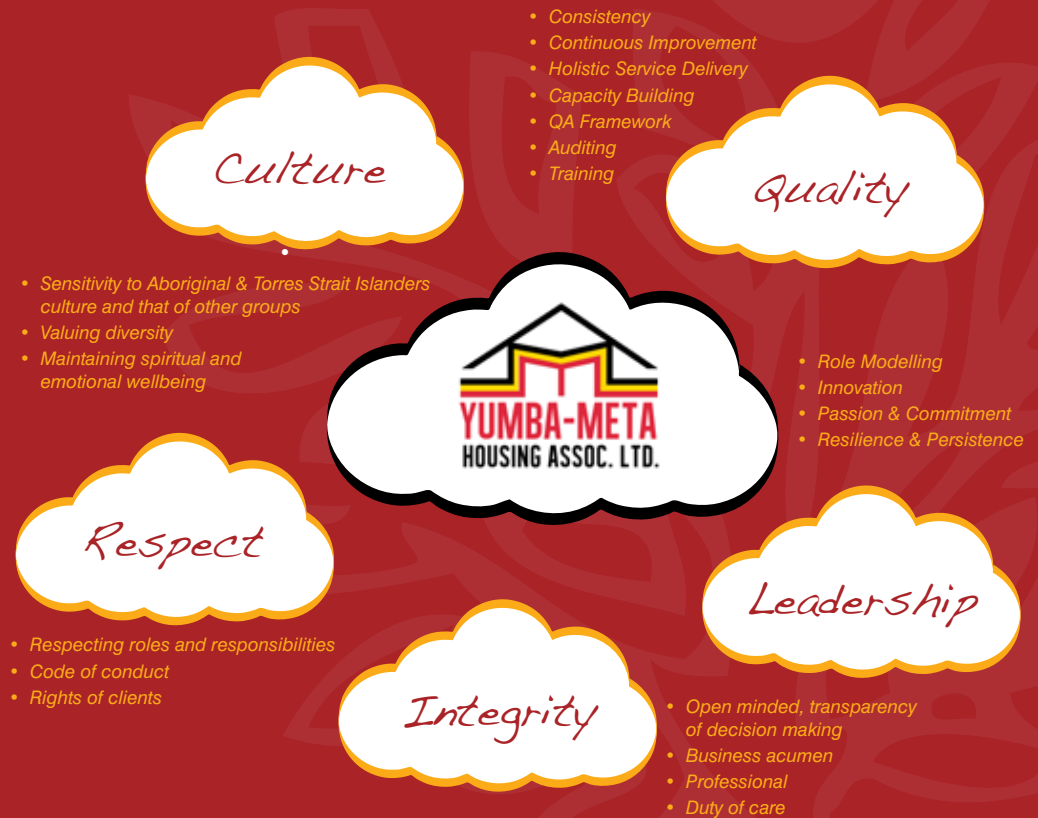 Culture
• Sensitivity to Aboriginal & Torres Strait Islanders
culture and that of other groups
• Valuing diversity
• Maintaining spiritual and
emotional wellbeing
• Consistency
• Continuous Improvement
• Holistic Service Delivery
• Capacity Building
• QA Framework
• Auditing
• Training
Quality
YUMBA-META
HOUSING ASSOC. LTD.
• Role Modelling
• Innovation
• Passion & Commitment
• Resilience & Persistence
Leadership
Respect
• Respecting roles and responsibilities
• Code of conduct
• Rights of clients
Integrity
• Open minded, transparency
of decision making
• Business acumen
• Professional
• Duty of care